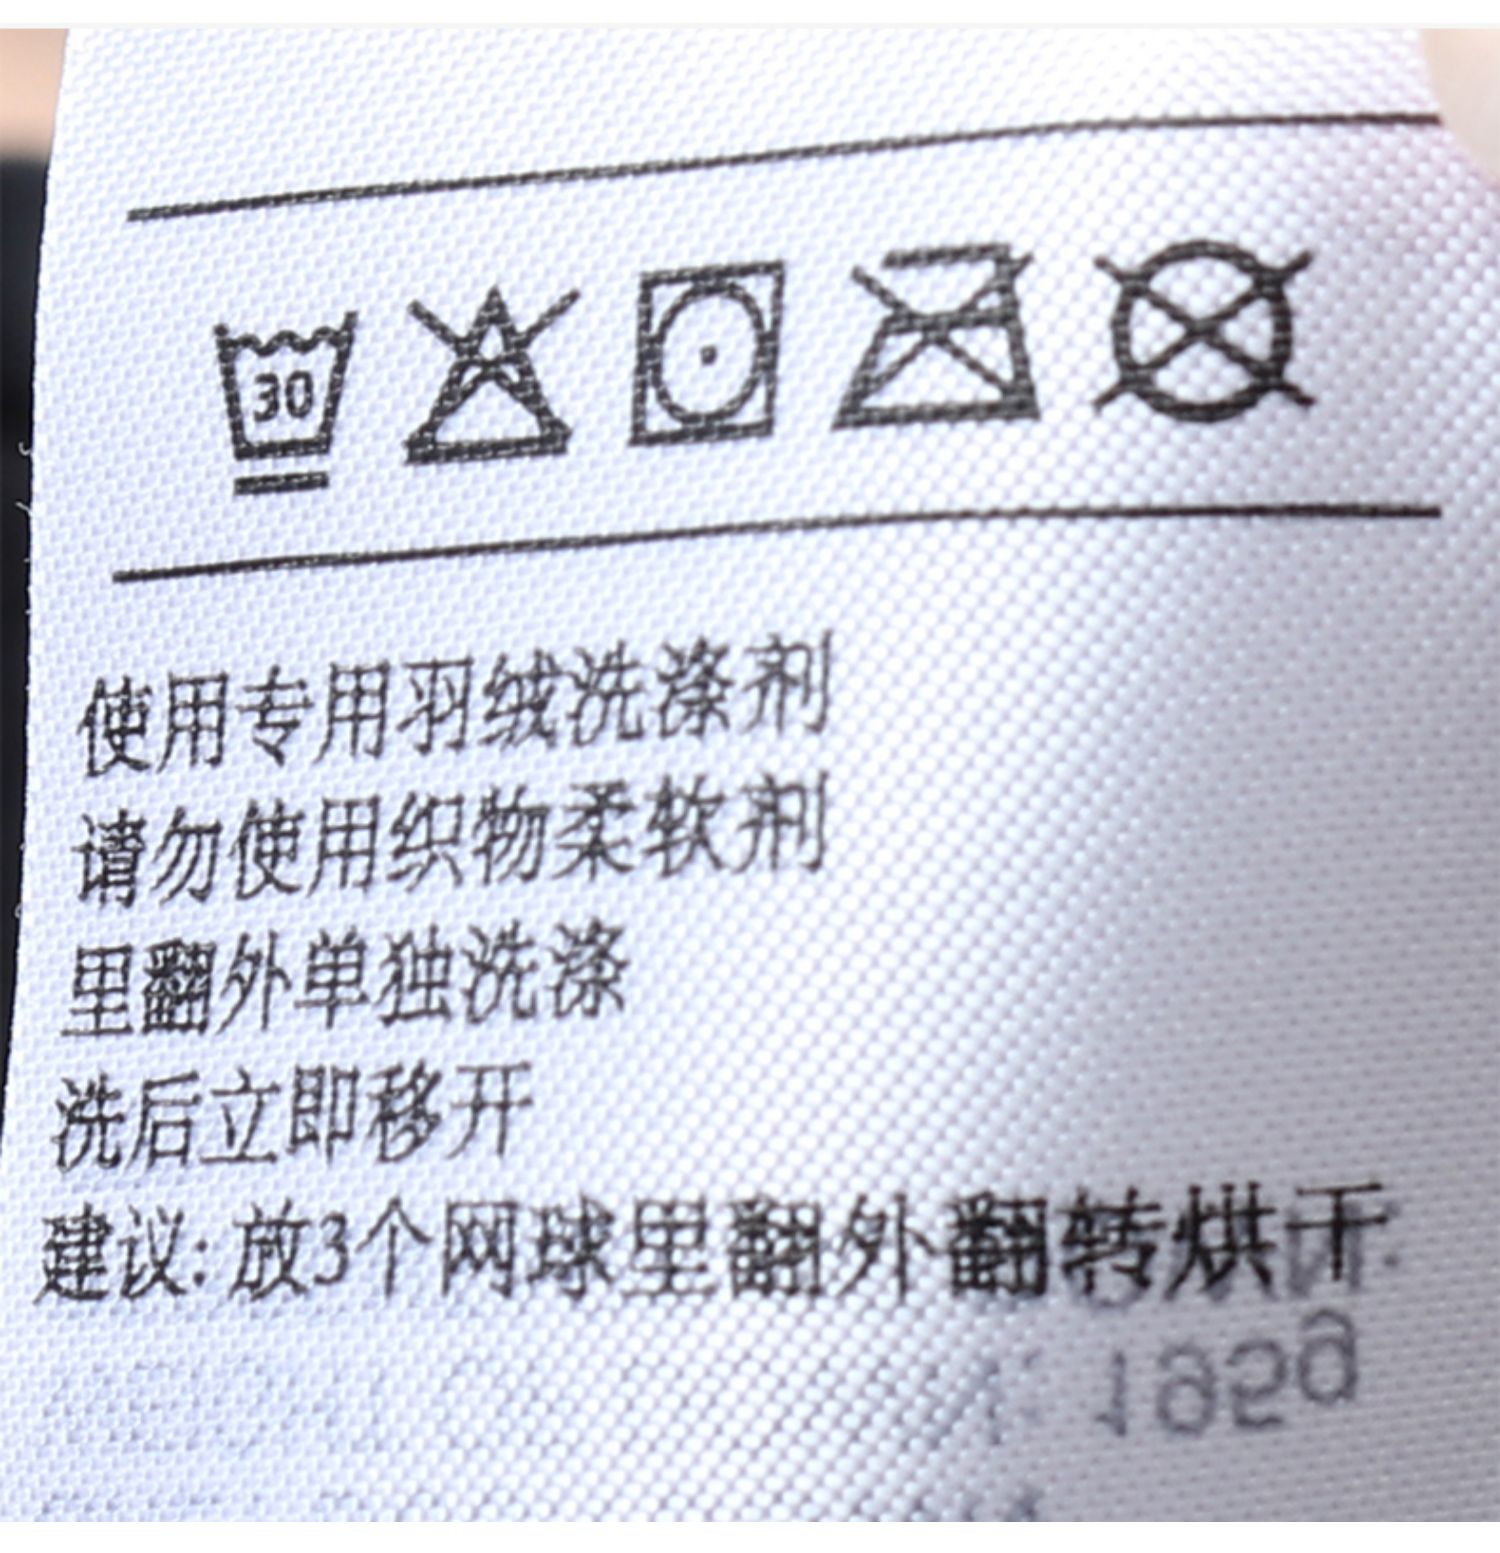 30
使用专用羽绒洗涤剂
请勿使用织物柔软剂
里翻外单独洗涤
洗后立即移开
建议: 放3个网球里翻外翻转烘干